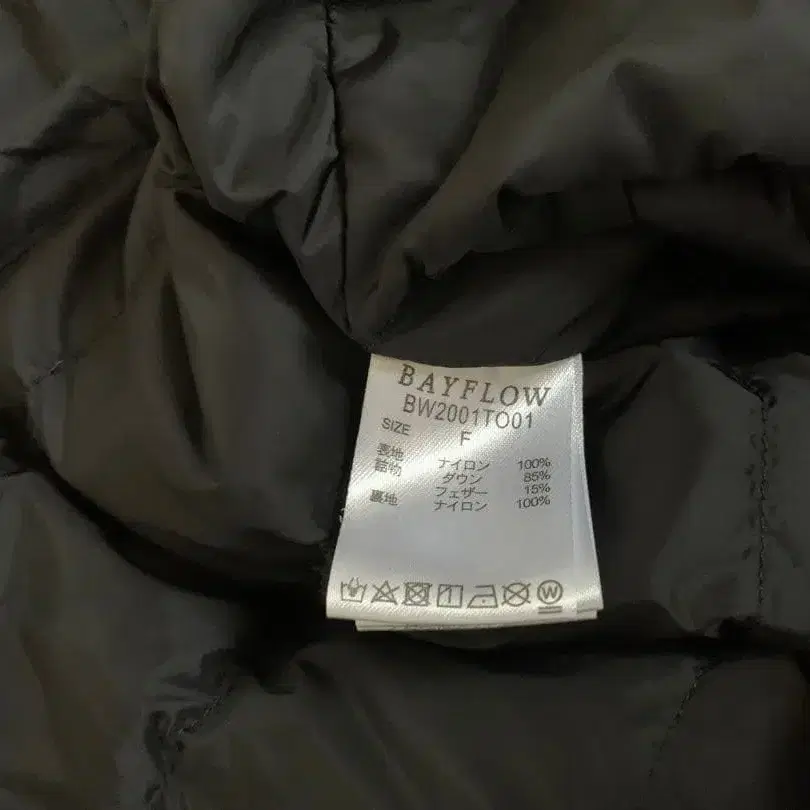 BAYFLOW
BW2001TO01
SIZE F
表地 ナイロン 100%
詰物 ダウン 85%
フェザー 15%
裏地 ナイロン 100%
W